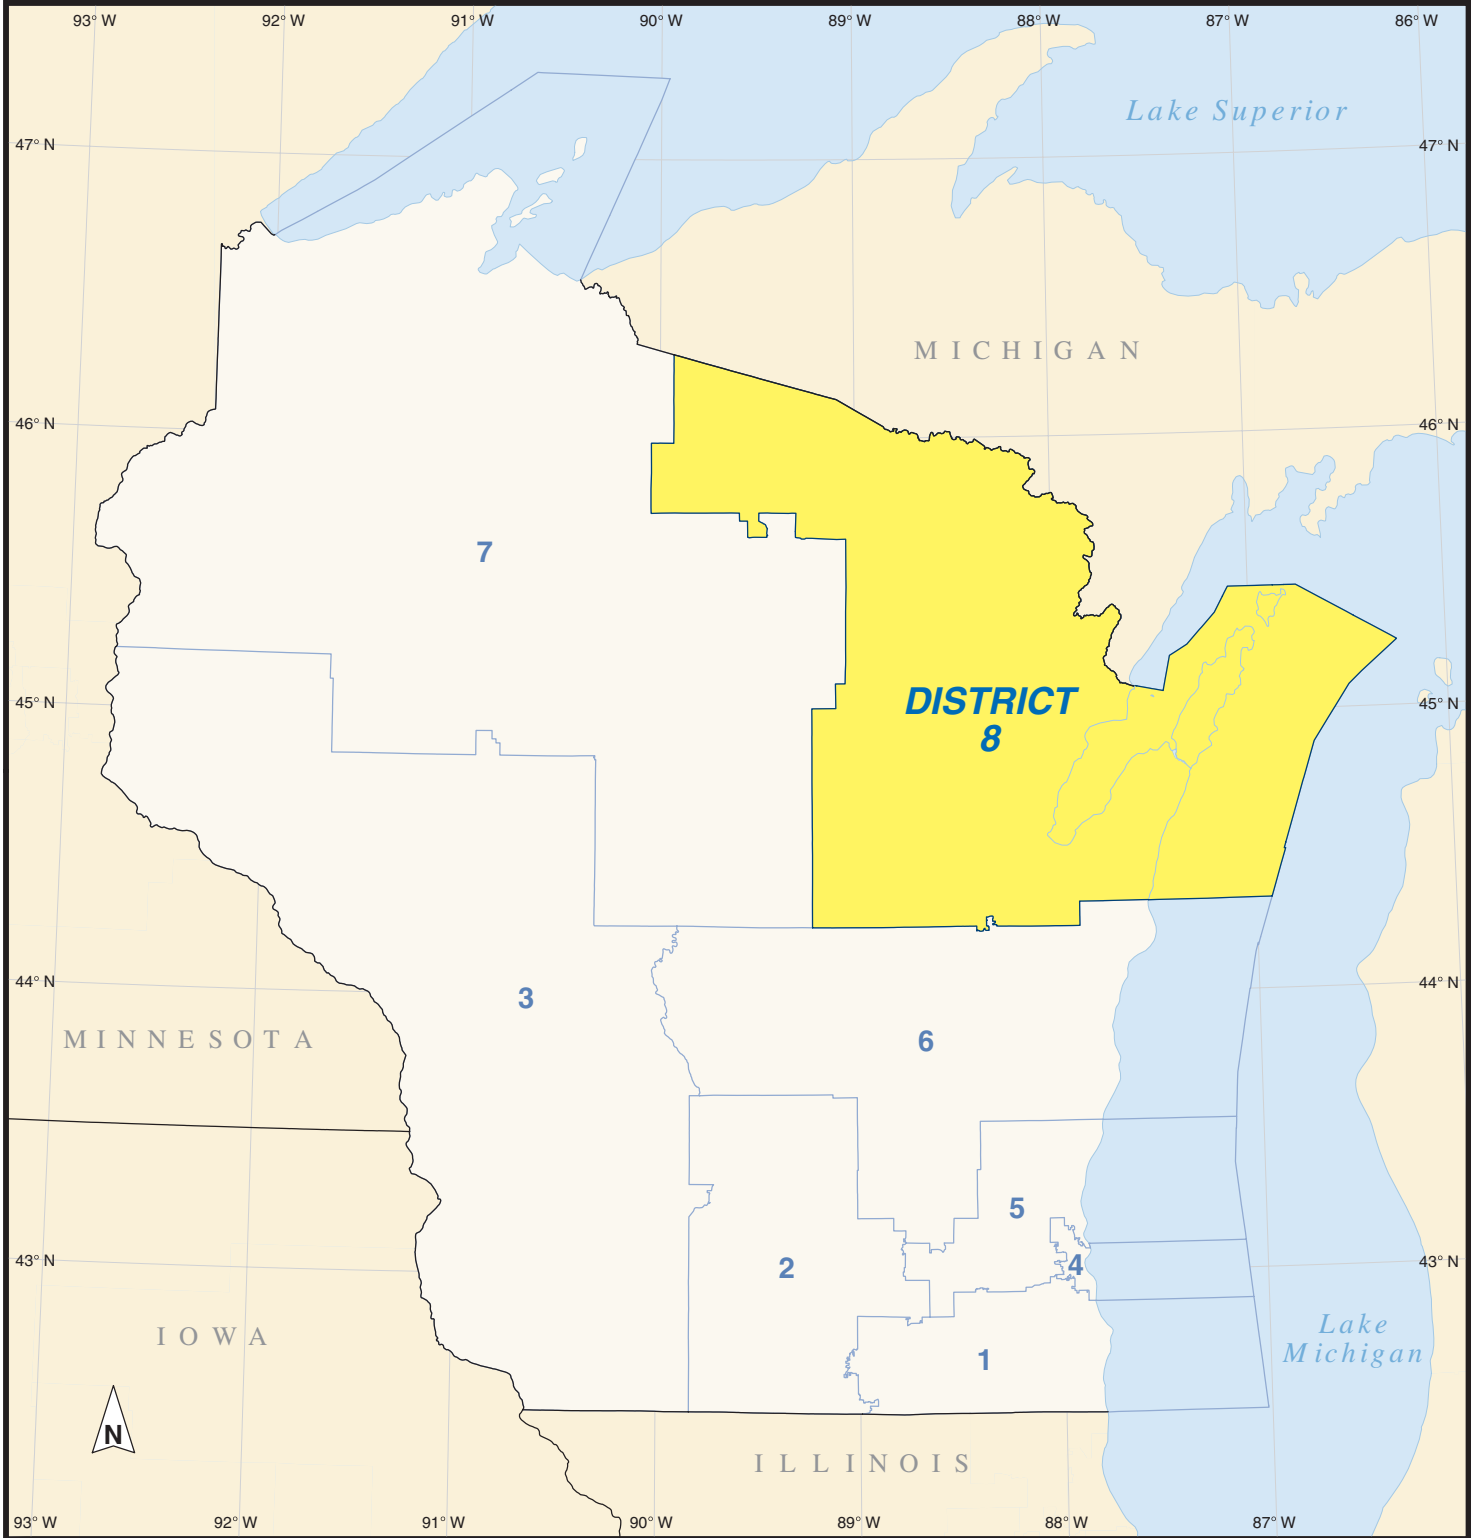 93° W 92° W 91° W 90° W 89° W 88° W 87° W 86° W
Lake Superior
47° N 47° N
MICHIGAN
46° N 46° N
7
DISTRICT
8
45° N 45° N
44° N 44° N
3
MINNESOTA
6
5
43° N 43° N
2
4
Lake
Michigan
IOWA
1
N
ILLINOIS
93° W 92° W 91° W 90° W 89° W 88° W 87° W